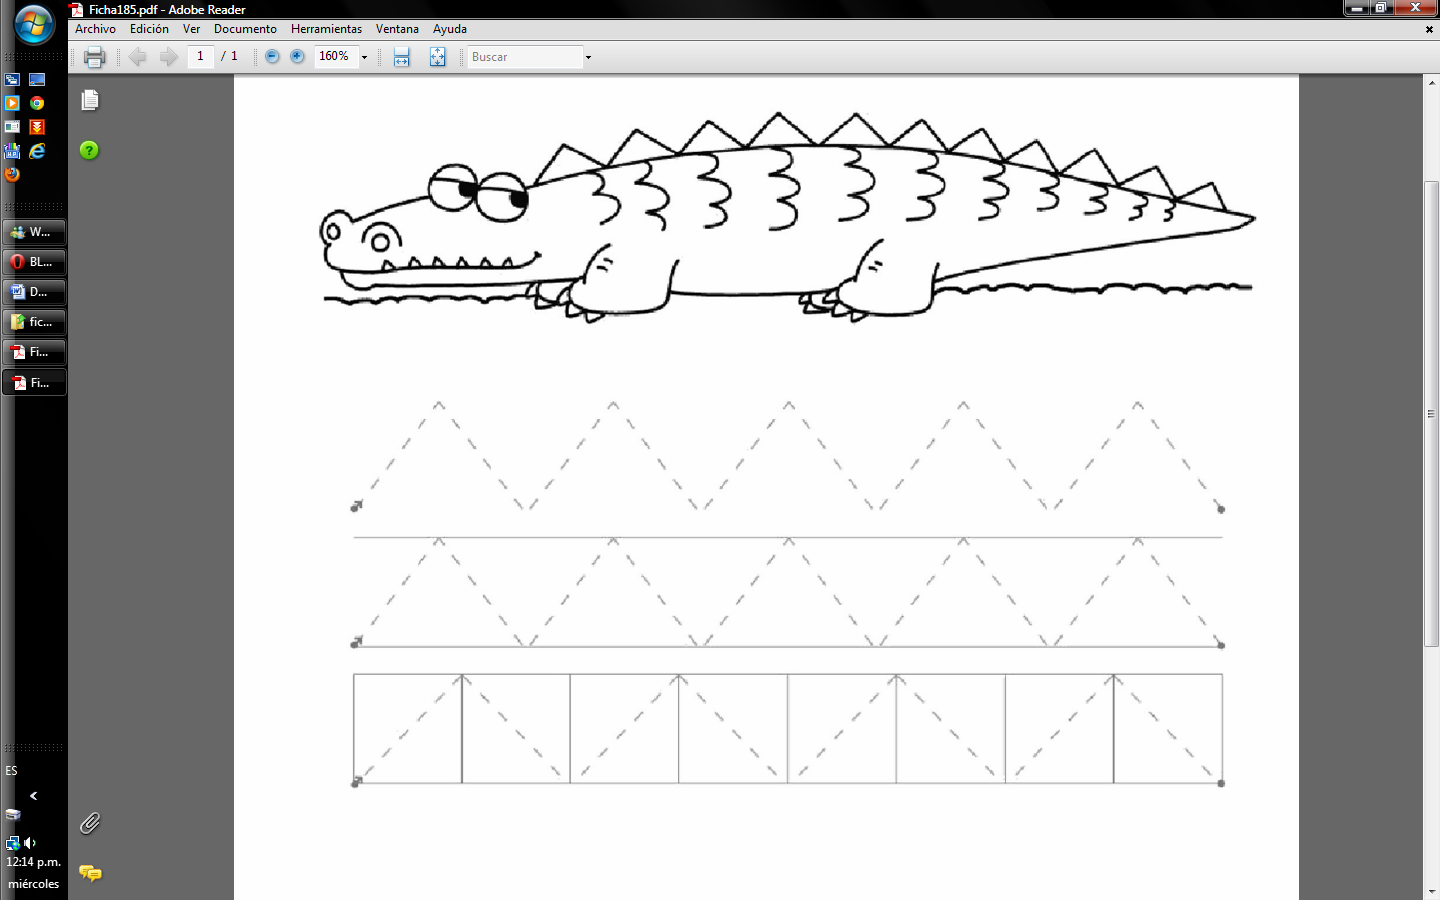 Ficha185.pdf - Adobe Reader
Archivo Edición Ver Documento Herramientas Ventana Ayuda
1 / 1 160% Buscar
W...
BL...
D...
fic...
Fi...
Fi...
ES
12:14 p.m.
miércoles